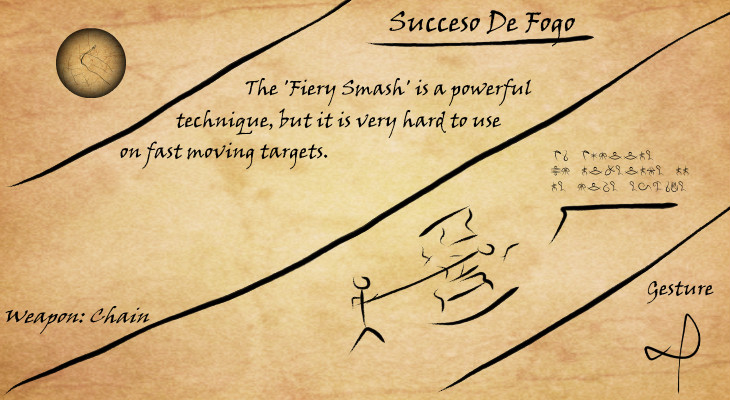 Succeso De Fogo
The 'Fiery Smash' is a powerful
technique, but it is very hard to use
on fast moving targets.
Weapon: Chain
Gesture